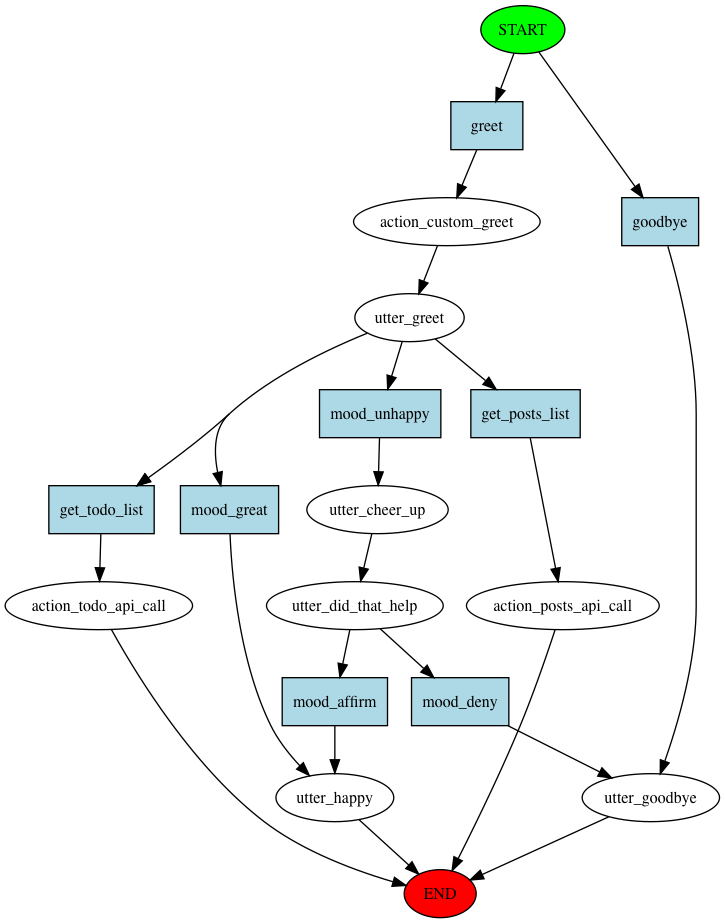 START
greet
action_custom_greet
goodbye
utter_greet
mood_unhappy
get_posts_list
get_todo_list
mood_great
utter_cheer_up
action_todo_api_call
utter_did_that_help
action_posts_api_call
mood_affirm
mood_deny
utter_happy
utter_goodbye
END